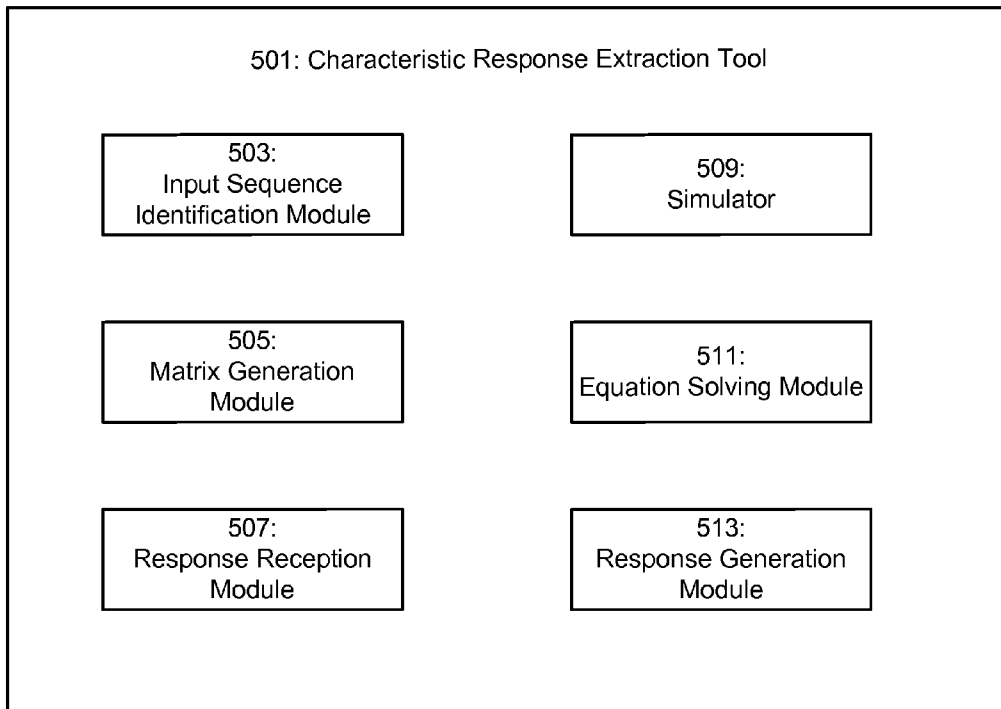 501: Characteristic Response Extraction Tool
503:
Input Sequence
Identification Module
509:
Simulator
505:
Matrix Generation
Module
511:
Equation Solving Module
507:
Response Reception
Module
513:
Response Generation
Module